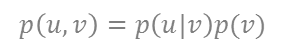 p(u, v) = p(u|v)p(v)